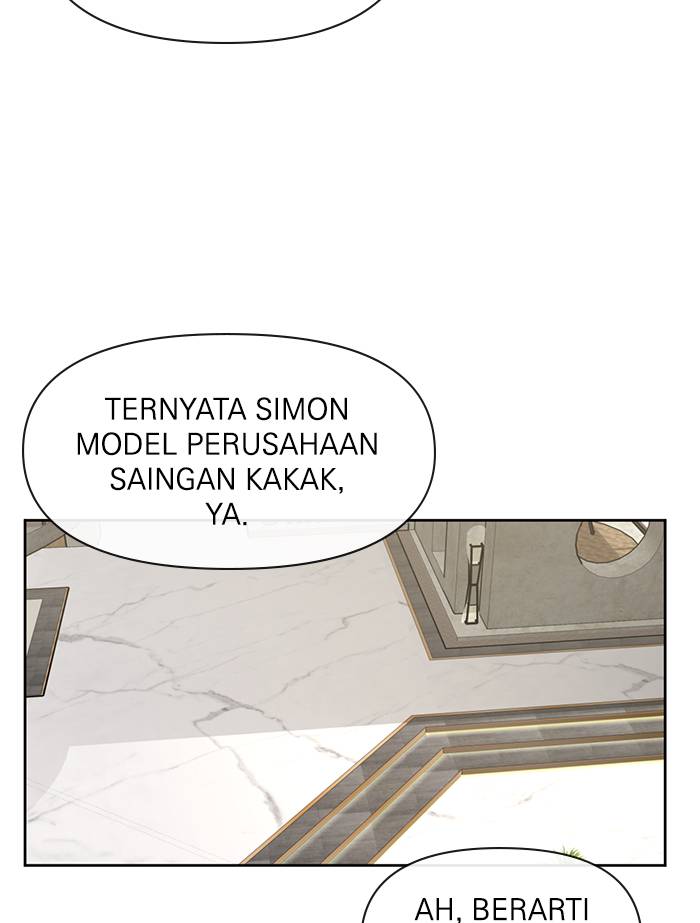 TERNYATA SIMON
MODEL PERUSAHAAN
SAINGAN KAKAK,
YA.
AH, BERARTI